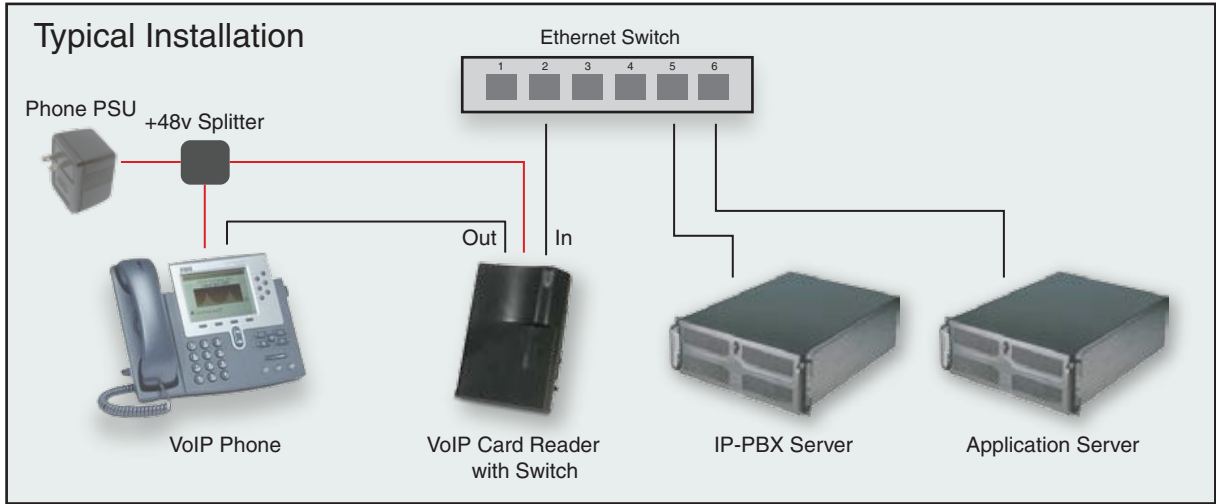 Typical Installation
Ethernet Switch
1 2 3 4 5 6
Phone PSU
+48v Splitter
Out
In
VoIP Phone
VoIP Card Reader
with Switch
IP-PBX Server
Application Server